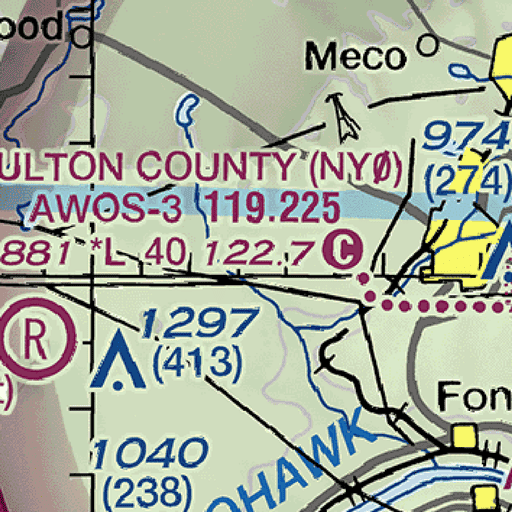 ood
Meco
974
(274)
ULTON COUNTY (NYØ)
AWOS-3 119.225
881 *L 40 122.7 C
R
1297
(413)
Fon
1040
(238)
OHAWK